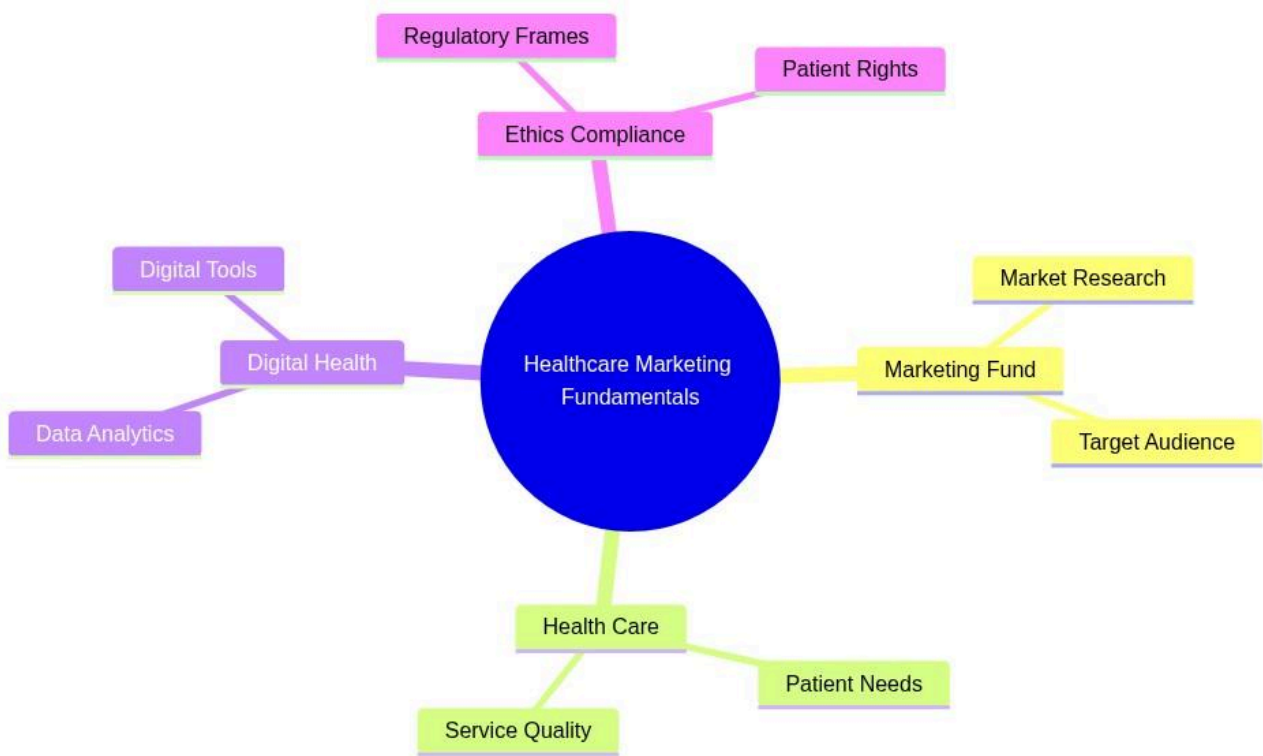 Regulatory Frames
Patient Rights
Ethics Compliance
Digital Tools
Market Research
Digital Health
Healthcare Marketing
Fundamentals
Marketing Fund
Data Analytics
Target Audience
Health Care
Patient Needs
Service Quality